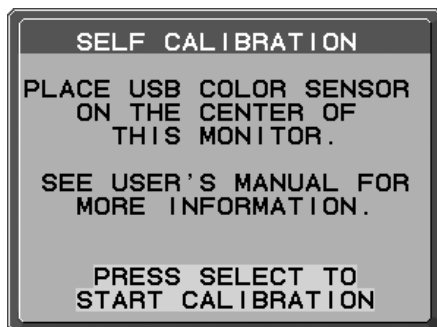 SELF CALIBRATION
PLACE USB COLOR SENSOR
ON THE CENTER OF
THIS MONITOR.
SEE USER'S MANUAL FOR
MORE INFORMATION.
PRESS SELECT TO
START CALIBRATION